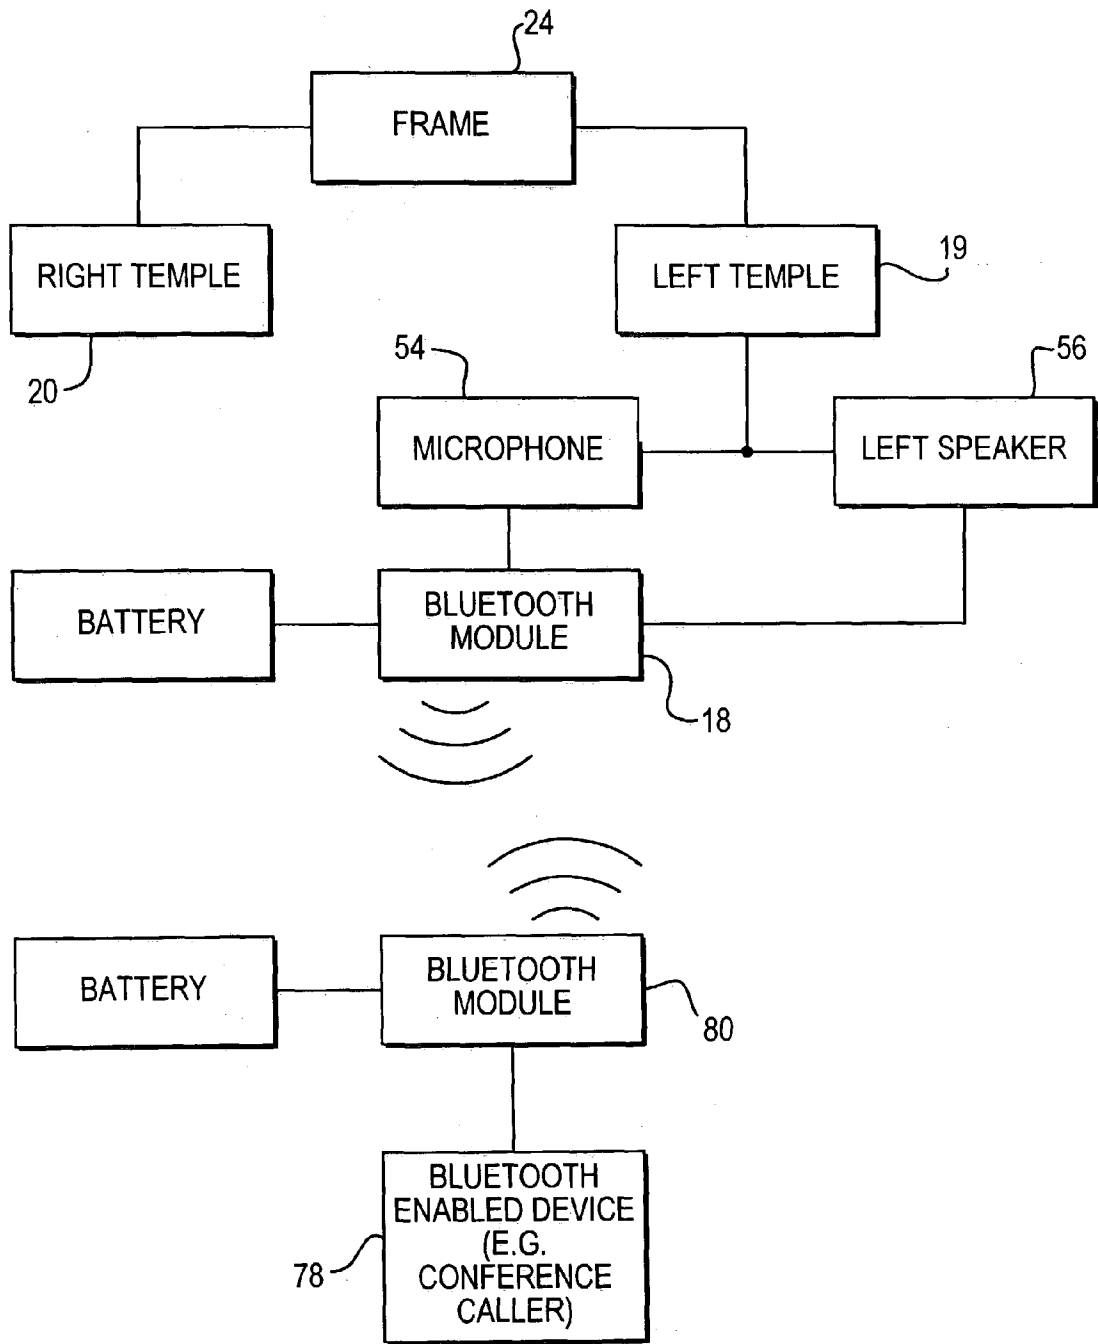 24
FRAME
RIGHT TEMPLE
LEFT TEMPLE
19
20
54
56
MICROPHONE
LEFT SPEAKER
BATTERY
BLUETOOTH
MODULE
18
BATTERY
BLUETOOTH
MODULE
80
BLUETOOTH
ENABLED DEVICE
(E.G.
CONFERENCE
CALLER)
78